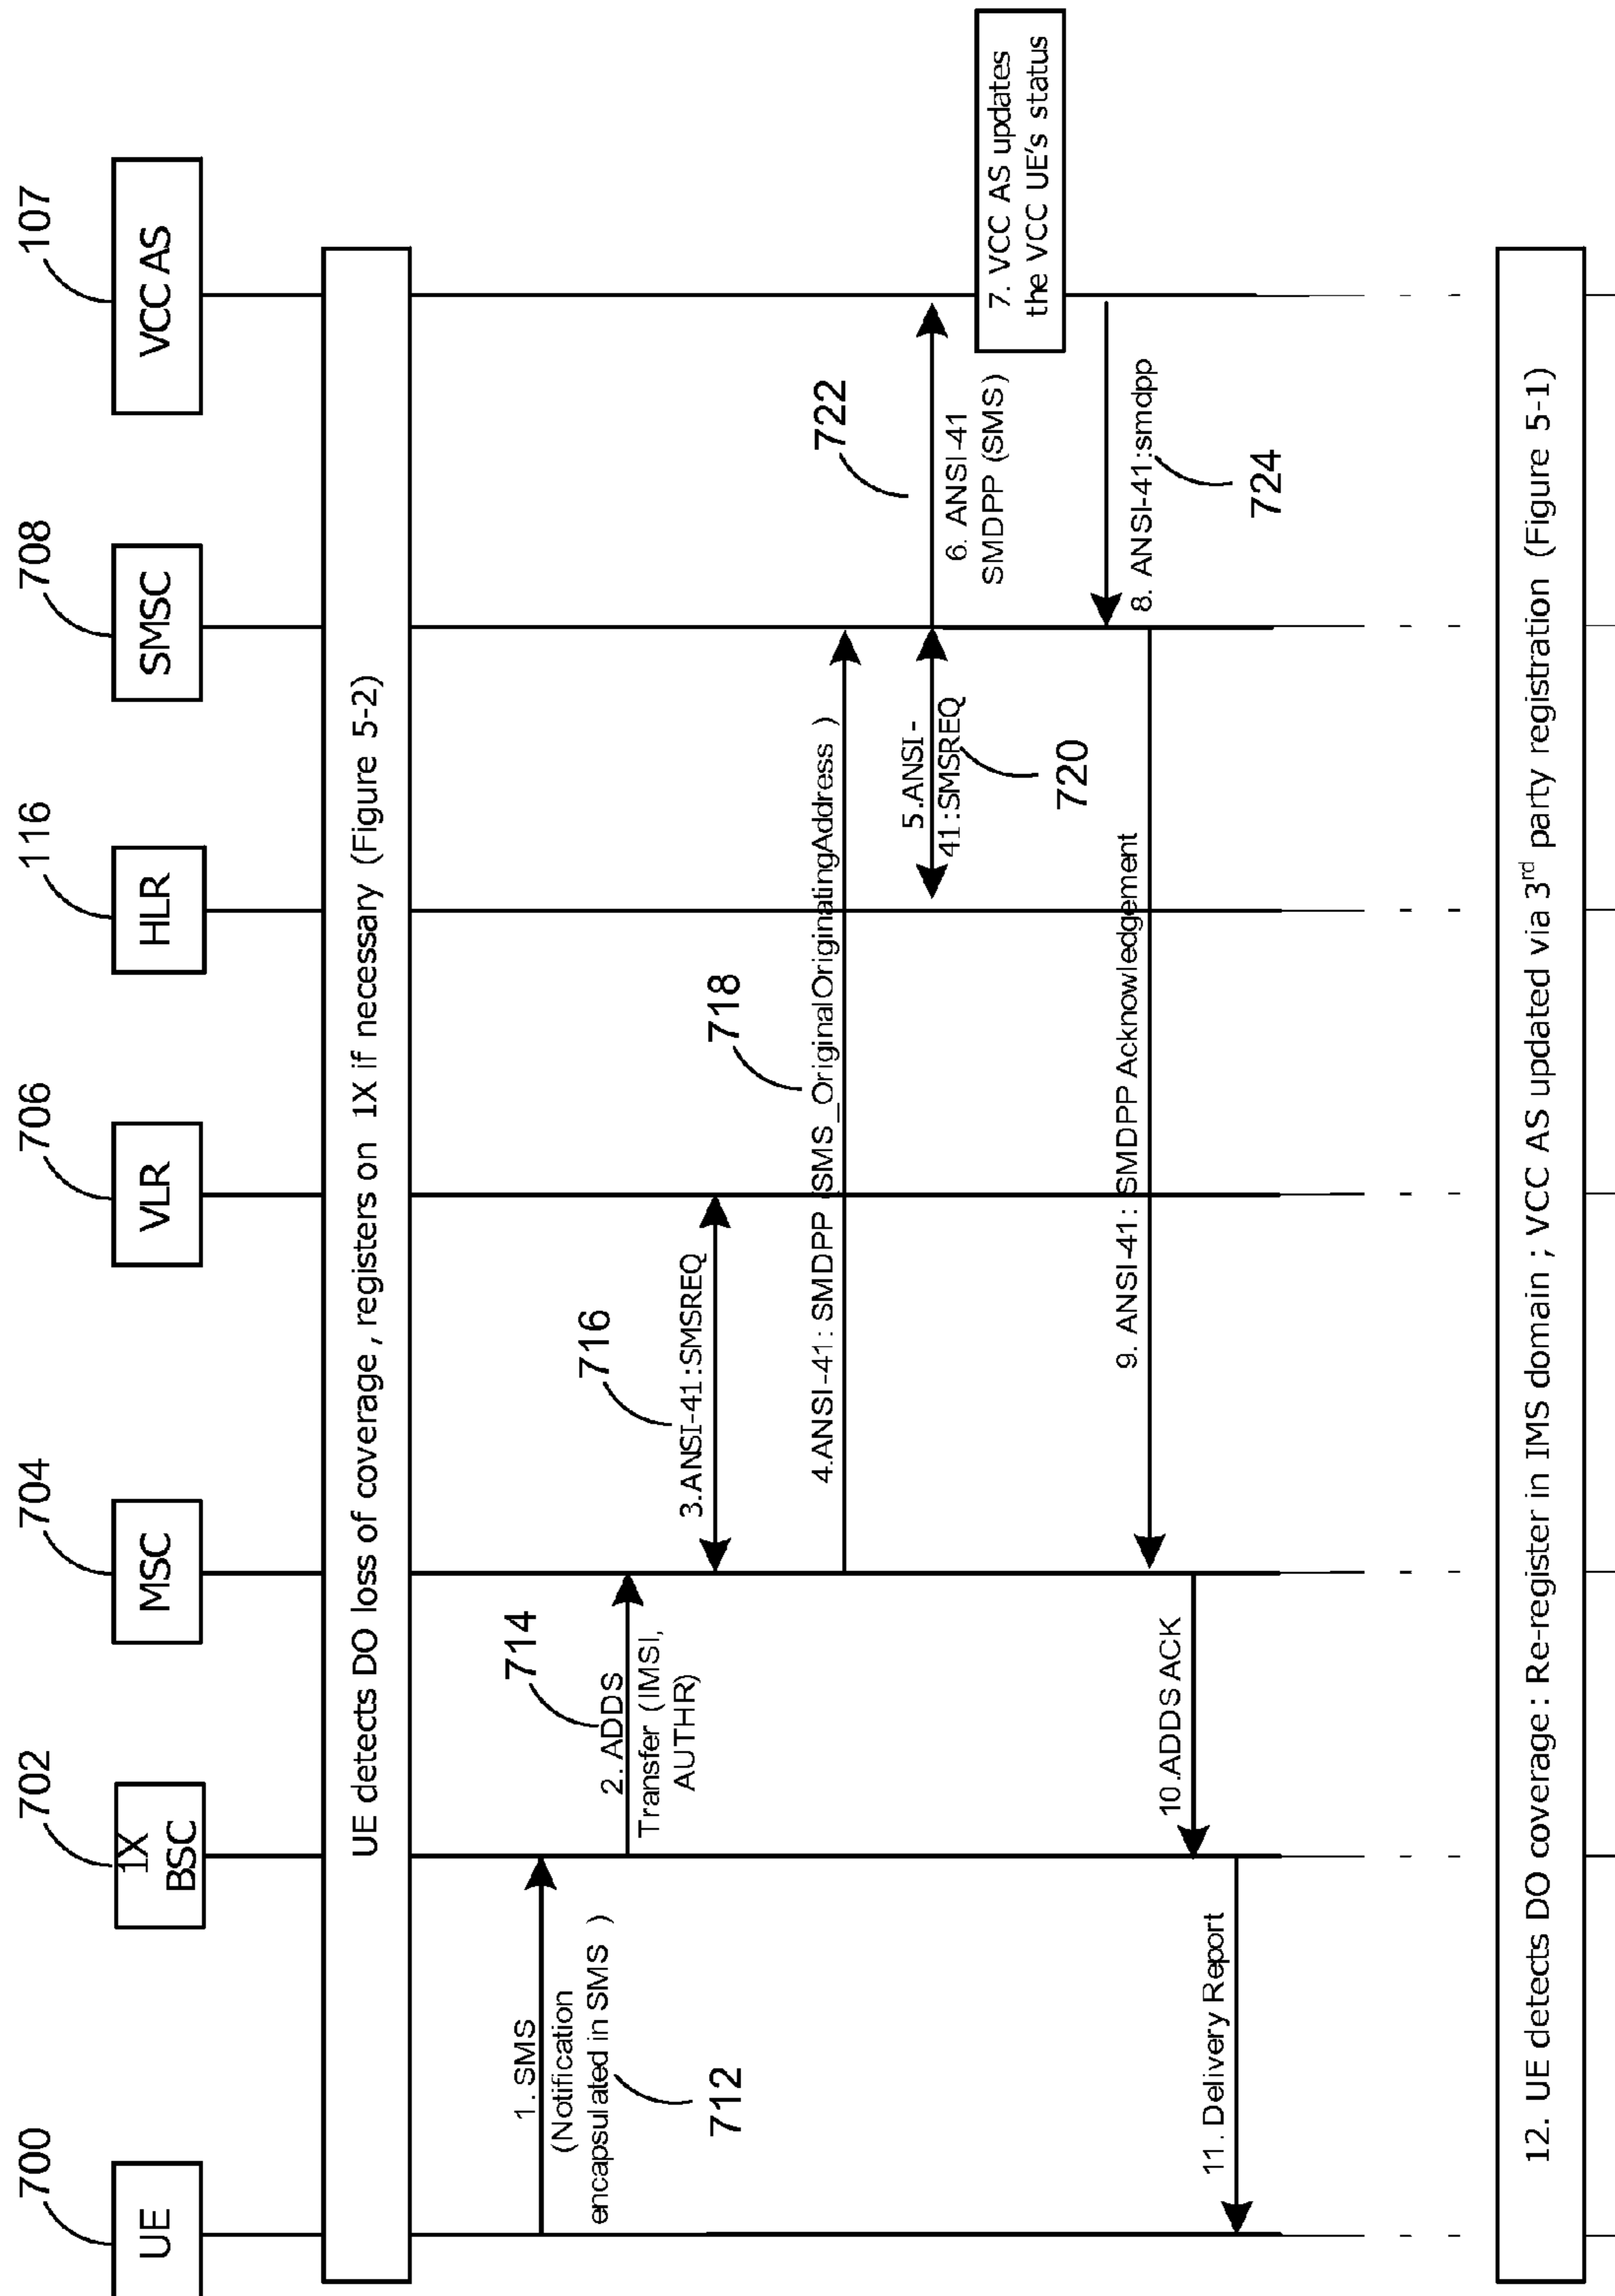 700
702
704
706
116
708
107
UE
1X
BSC
MSC
VLR
HLR
SMSC
VCC AS
UE detects DO loss of coverage, registers on 1X if necessary (Figure 5-2)
1. SMS
(Notification
encapsulated in SMS )
712
714
2. ADDS
Transfer (IMSI,
AUTHR)
716
3.ANSI-41:SMSREQ
718
4.ANSI-41: SMDPP (SMS_OriginalOriginatingAddress )
5.ANSI-
41:SMSREQ
720
722
6. ANSI-41
SMDPP (SMS)
7. VCC AS updates
the VCC UE's status
8. ANSI-41:smdpp
724
9. ANSI-41: SMDPP Acknowledgement
10.ADDS ACK
11. Delivery Report
12. UE detects DO coverage: Re-register in IMS domain ; VCC AS updated via 3rd party registration (Figure 5-1)